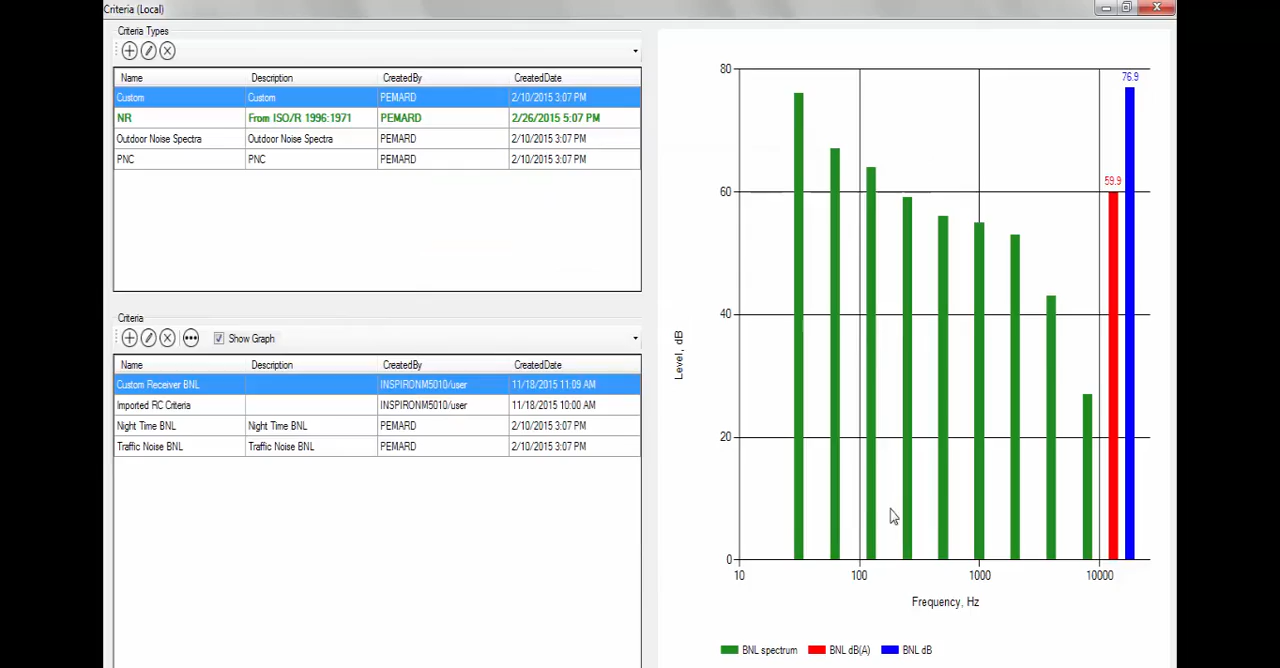 Criteria (Local)
Criteria Types
Name Description CreatedBy CreatedDate
Custom Custom PEMARD 2/10/2015 3:07 PM
NR From ISO/R 1996:1971 PEMARD 2/26/2015 5:07 PM
Outdoor Noise Spectra Outdoor Noise Spectra PEMARD 2/10/2015 3:07 PM
PNC PNC PEMARD 2/10/2015 3:07 PM
Criteria
Show Graph
Name Description CreatedBy CreatedDate
Custom Receiver BNL INSPIRONM5010/user 11/18/2015 11:09 AM
Imported RC Criteria INSPIRONM5010/user 11/18/2015 10:00 AM
Night Time BNL Night Time BNL PEMARD 2/10/2015 3:07 PM
Traffic Noise BNL Traffic Noise BNL PEMARD 2/10/2015 3:07 PM
80
76.9
60
59.9
40
20
0
Level, dB
10 100 1000 10000
Frequency, Hz
BNL spectrum BNL dB(A) BNL dB